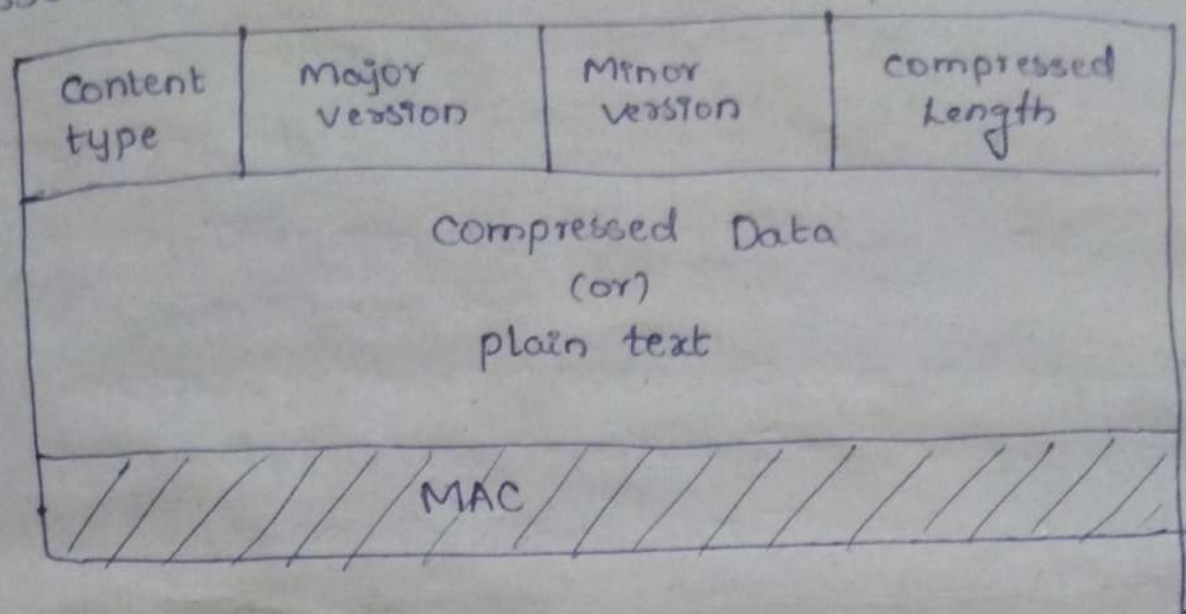 Content type
Major version
Minor version
compressed Length
Compressed Data
(or)
plain text
MAC